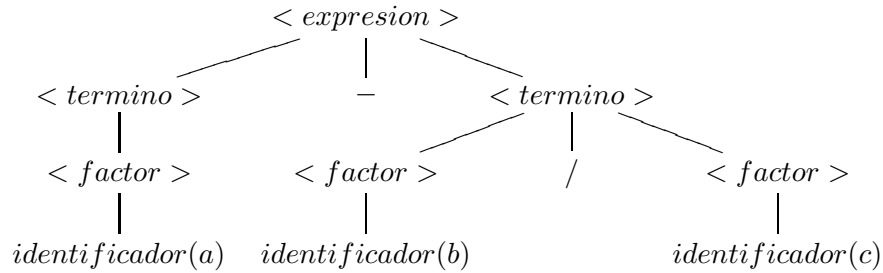 < expresion >
< termino > − < termino >
< factor > < factor > / < factor >
identificador(a) identificador(b) identificador(c)